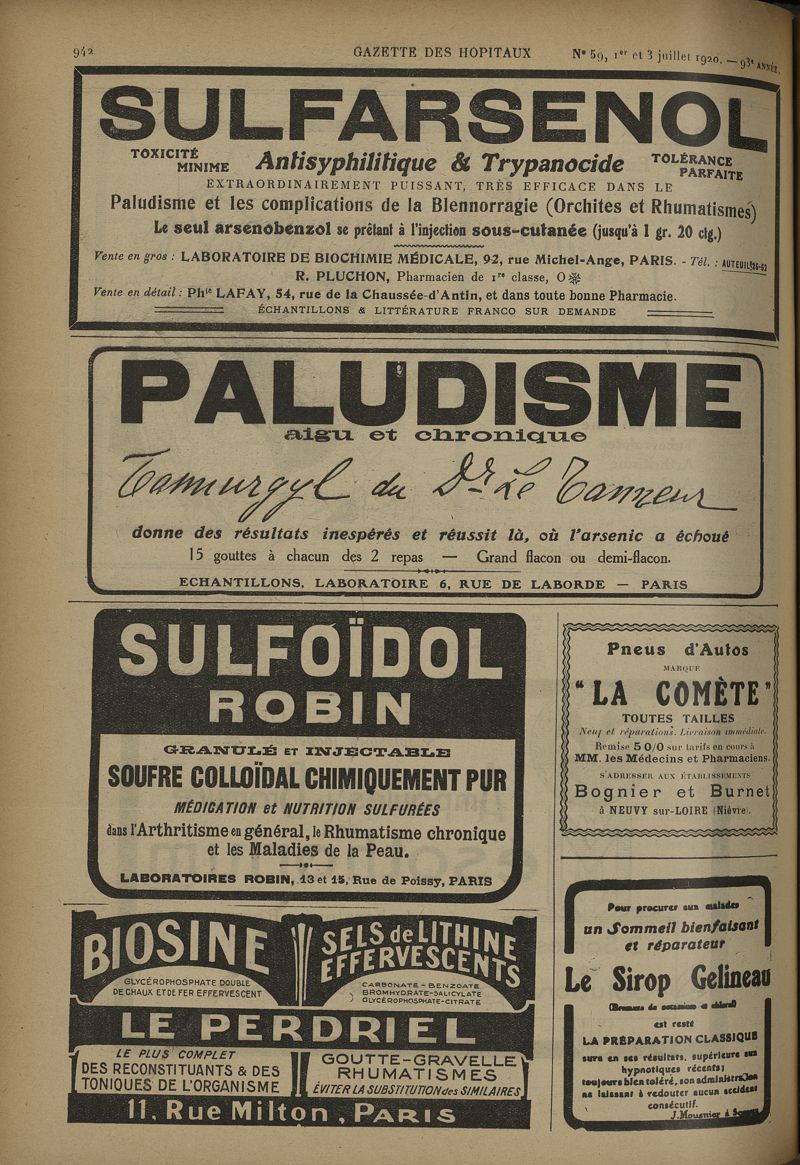 942
GAZETTE DES HOPITAUX
N° 59, 1er et 3 juillet 1920. — 93e ANNÉE.
SULFARSENOL
TOXICITÉ MINIME
Antisyphilitique & Trypanocide
TOLÉRANCE PARFAITE
EXTRAORDINAIREMENT PUISSANT, TRÈS EFFICACE DANS LE
Paludisme et les complications de la Blennorragie (Orchites et Rhumatismes)
Le seul arsenobenzol se prêtant à l'injection sous-cutanée (jusqu'à 1 gr. 20 ctg.)
Vente en gros : LABORATOIRE DE BIOCHIMIE MÉDICALE, 92, rue Michel-Ange, PARIS. - Tél. : AUTEUIL 26-62
R. PLUCHON, Pharmacien de 1re classe, O
Vente en détail : Phie LAFAY, 54, rue de la Chaussée-d'Antin, et dans toute bonne Pharmacie.
ÉCHANTILLONS & LITTÉRATURE FRANCO SUR DEMANDE
PALUDISME
aigu et chronique
Tannurgyl du Dr Le Tanneur
donne des résultats inespérés et réussit là, où l'arsenic a échoué
15 gouttes à chacun des 2 repas — Grand flacon ou demi-flacon.
ECHANTILLONS, LABORATOIRE 6, RUE DE LABORDE — PARIS
SULFOÏDOL
ROBIN
GRANULÉ ET INJECTABLE
SOUFRE COLLOÏDAL CHIMIQUEMENT PUR
MÉDICATION et NUTRITION SULFURÉES
dans l'Arthritisme en général, le Rhumatisme chronique
et les Maladies de la Peau.
LABORATOIRES ROBIN, 13 et 15, Rue de Poissy, PARIS
Pneus d'Autos
MARQUE
"LA COMÈTE"
TOUTES TAILLES
Neuf et réparations. Livraison immédiate.
Remise 5 0/0 sur tarifs en cours à
MM. les Médecins et Pharmaciens.
S'ADRESSER AUX ÉTABLISSEMENTS
Bognier et Burnet
à NEUVY sur-LOIRE (Nièvre).
BIOSINE
GLYCÉROPHOSPHATE DOUBLE
DE CHAUX ET DE FER EFFERVESCENT
SELS de LITHINE
EFFERVESCENTS
CARBONATE - BENZOATE
BROMHYDRATE-SALICYLATE
GLYCÉROPHOSPHATE-CITRATE
LE PERDRIEL
LE PLUS COMPLET
DES RECONSTITUANTS & DES
TONIQUES DE L'ORGANISME
GOUTTE-GRAVELLE
RHUMATISMES
ÉVITER LA SUBSTITUTION des SIMILAIRES
11, Rue Milton, PARIS
Pour procurer aux malades
un Sommeil bienfaisant
et réparateur
Le Sirop Gelineau
(Bromure de potassium et chloral)
est resté
LA PRÉPARATION CLASSIQUE
sure en ses résultats, supérieure aux
hypnotiques récents;
toujours bien toléré, son administration
ne laissant à redouter aucun accident
consécutif.
J. Mousnier à Sceaux